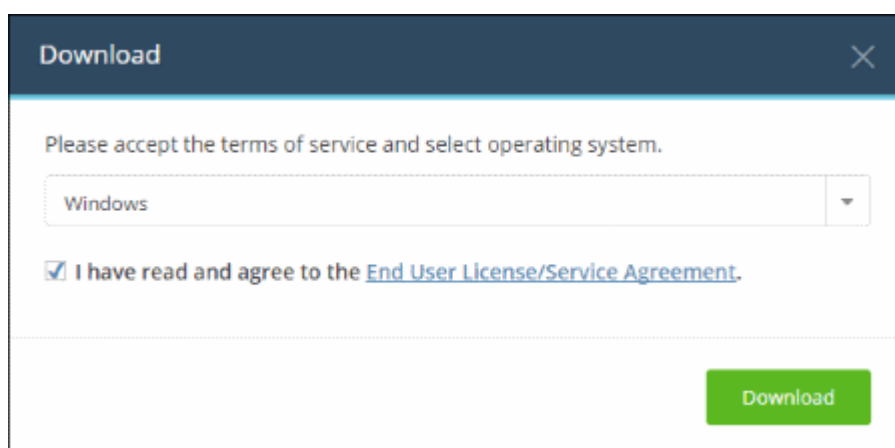 Download
Please accept the terms of service and select operating system.
Windows
I have read and agree to the End User License/Service Agreement.
Download